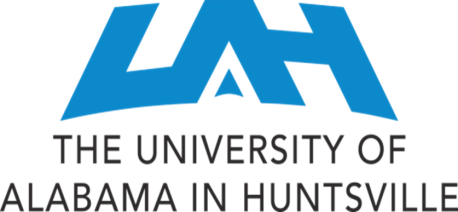 UAH
THE UNIVERSITY OF
ALABAMA IN HUNTSVILLE